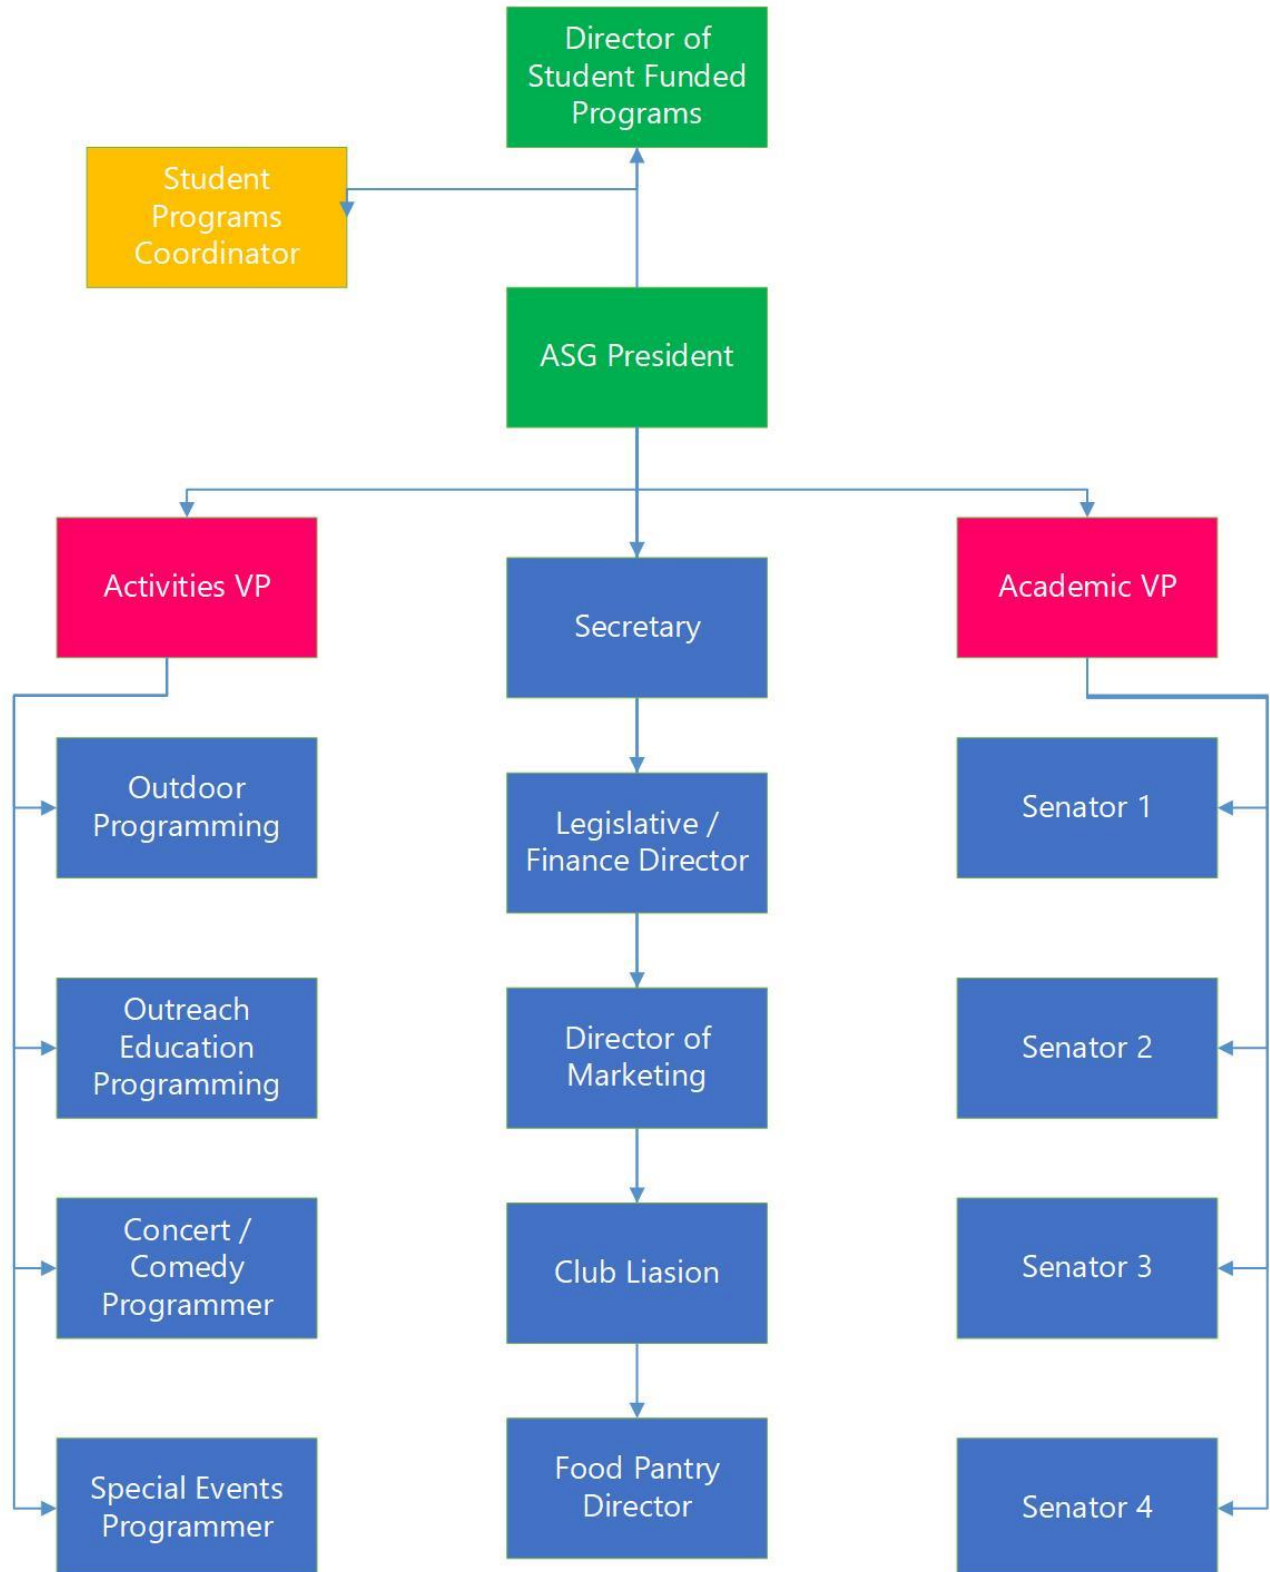 Director of
Student Funded
Programs
Student
Programs
Coordinator
ASG President
Activities VP
Secretary
Academic VP
Outdoor
Programming
Legislative /
Finance Director
Senator 1
Outreach
Education
Programming
Director of
Marketing
Senator 2
Concert /
Comedy
Programmer
Club Liasion
Senator 3
Special Events
Programmer
Food Pantry
Director
Senator 4